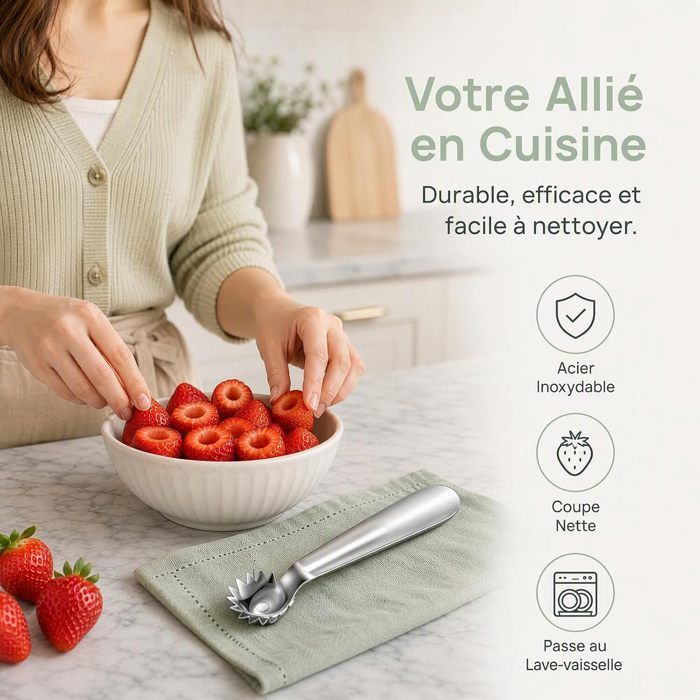 Votre Allié
en Cuisine
Durable, efficace et
facile à nettoyer.
Acier
Inoxydable
Coupe
Nette
Passe au
Lave-vaisselle